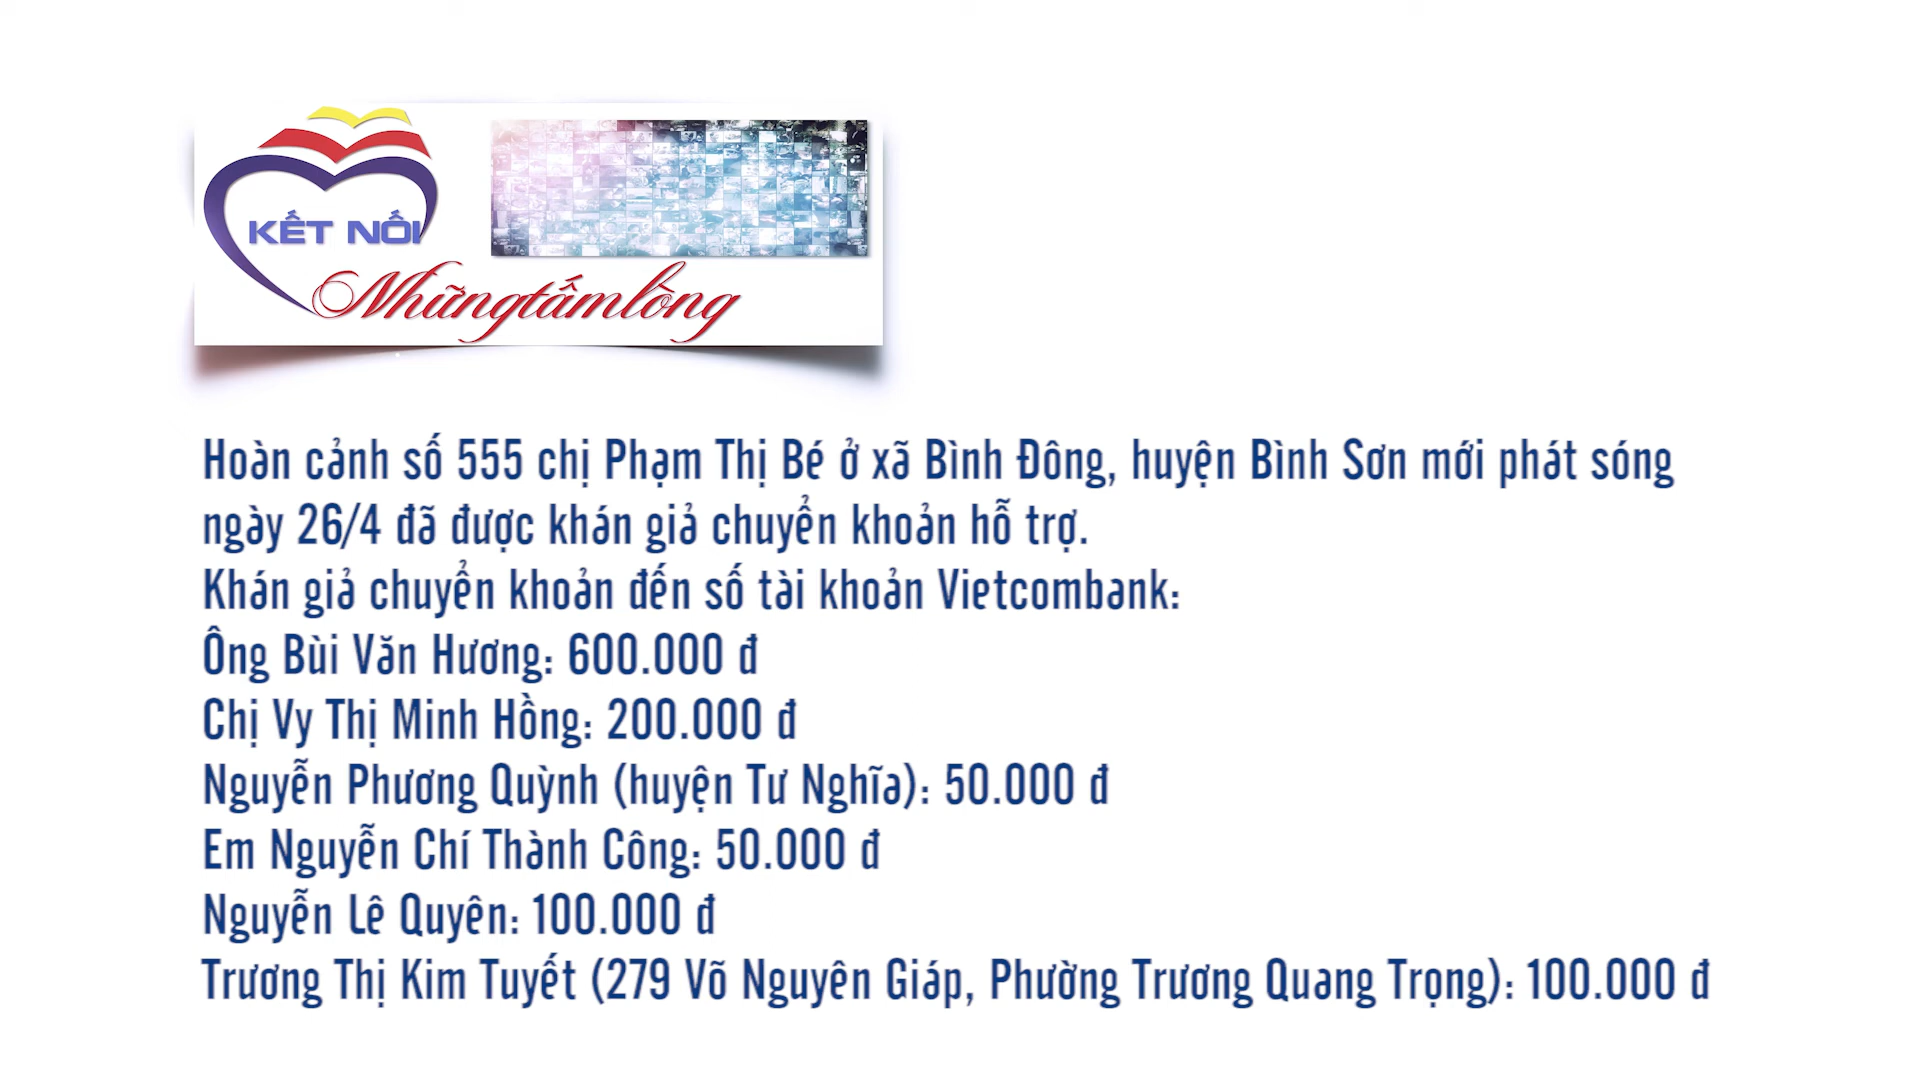 KẾT NỐI
Nhữngtấmlòng
Hoàn cảnh số 555 chị Phạm Thị Bé ở xã Bình Đông, huyện Bình Sơn mới phát sóng
ngày 26/4 đã được khán giả chuyển khoản hỗ trợ.
Khán giả chuyển khoản đến số tài khoản Vietcombank:
Ông Bùi Văn Hương: 600.000 đ
Chị Vy Thị Minh Hồng: 200.000 đ
Nguyễn Phương Quỳnh (huyện Tư Nghĩa): 50.000 đ
Em Nguyễn Chí Thành Công: 50.000 đ
Nguyễn Lê Quyên: 100.000 đ
Trương Thị Kim Tuyết (279 Võ Nguyên Giáp, Phường Trương Quang Trọng): 100.000 đ